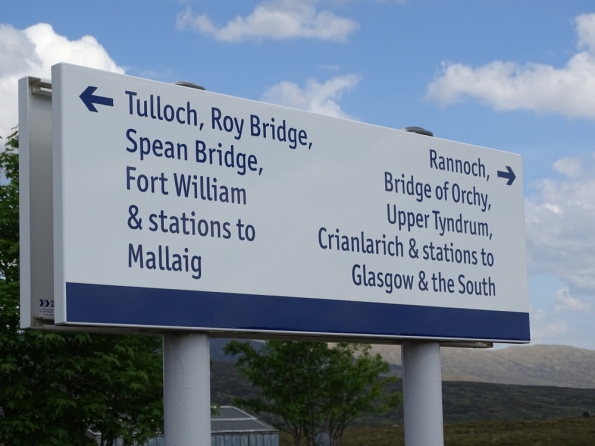 Tulloch, Roy Bridge,
Spean Bridge,
Fort William
& stations to
Mallaig
Rannoch,
Bridge of Orchy,
Upper Tyndrum,
Crianlarich & stations to
Glasgow & the South